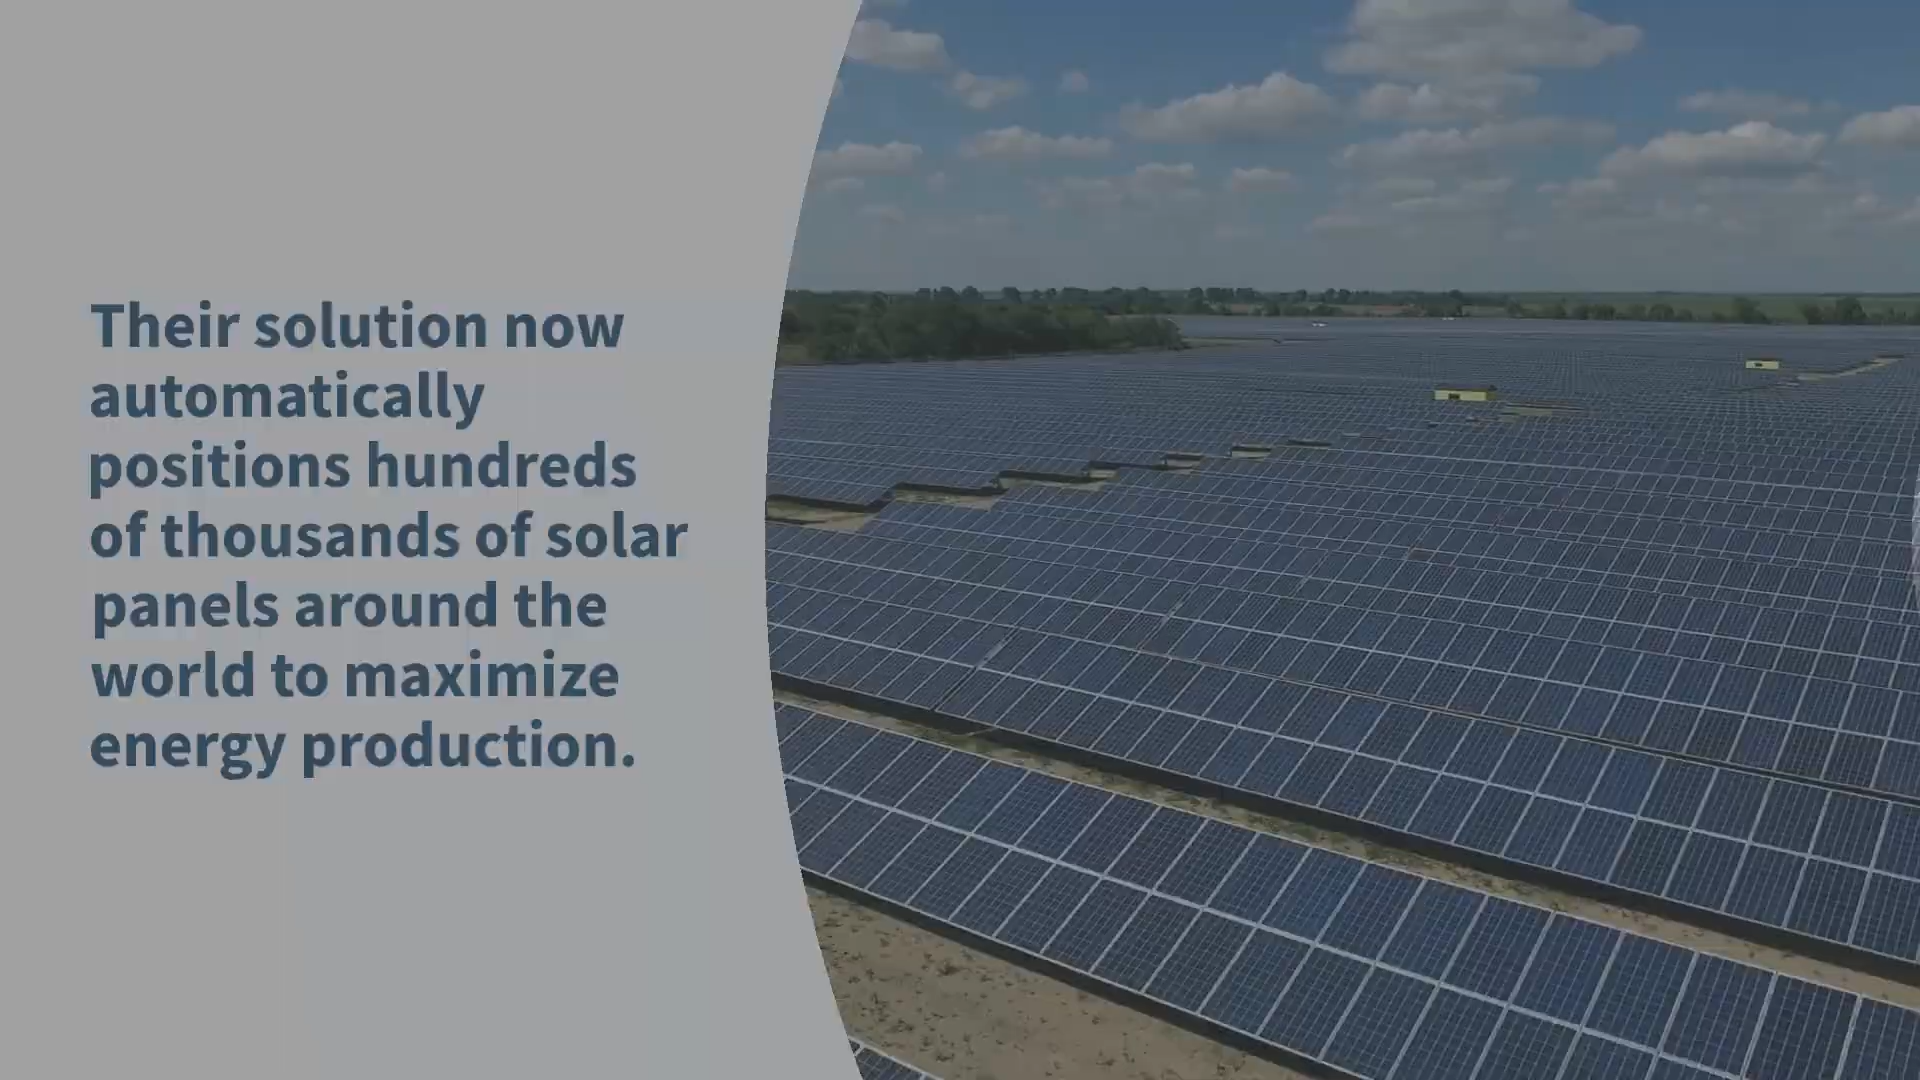 Their solution now
automatically
positions hundreds
of thousands of solar
panels around the
world to maximize
energy production.